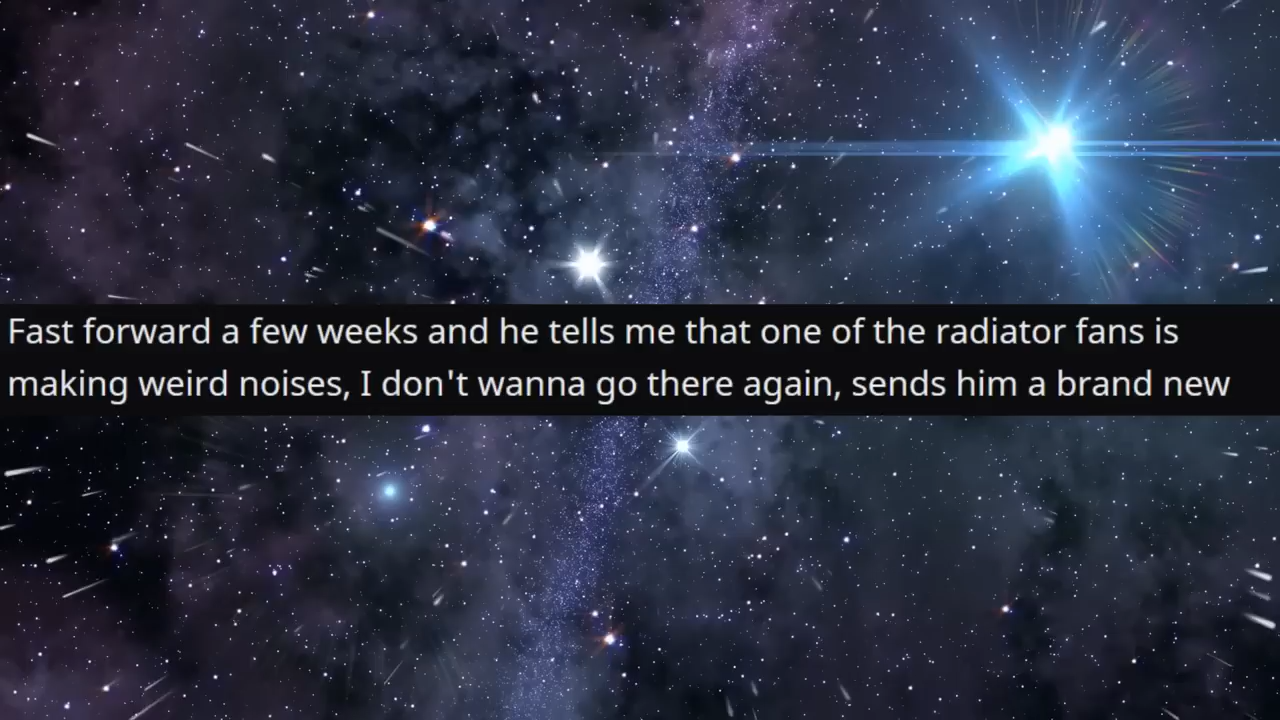 Fast forward a few weeks and he tells me that one of the radiator fans is
making weird noises, I don't wanna go there again, sends him a brand new